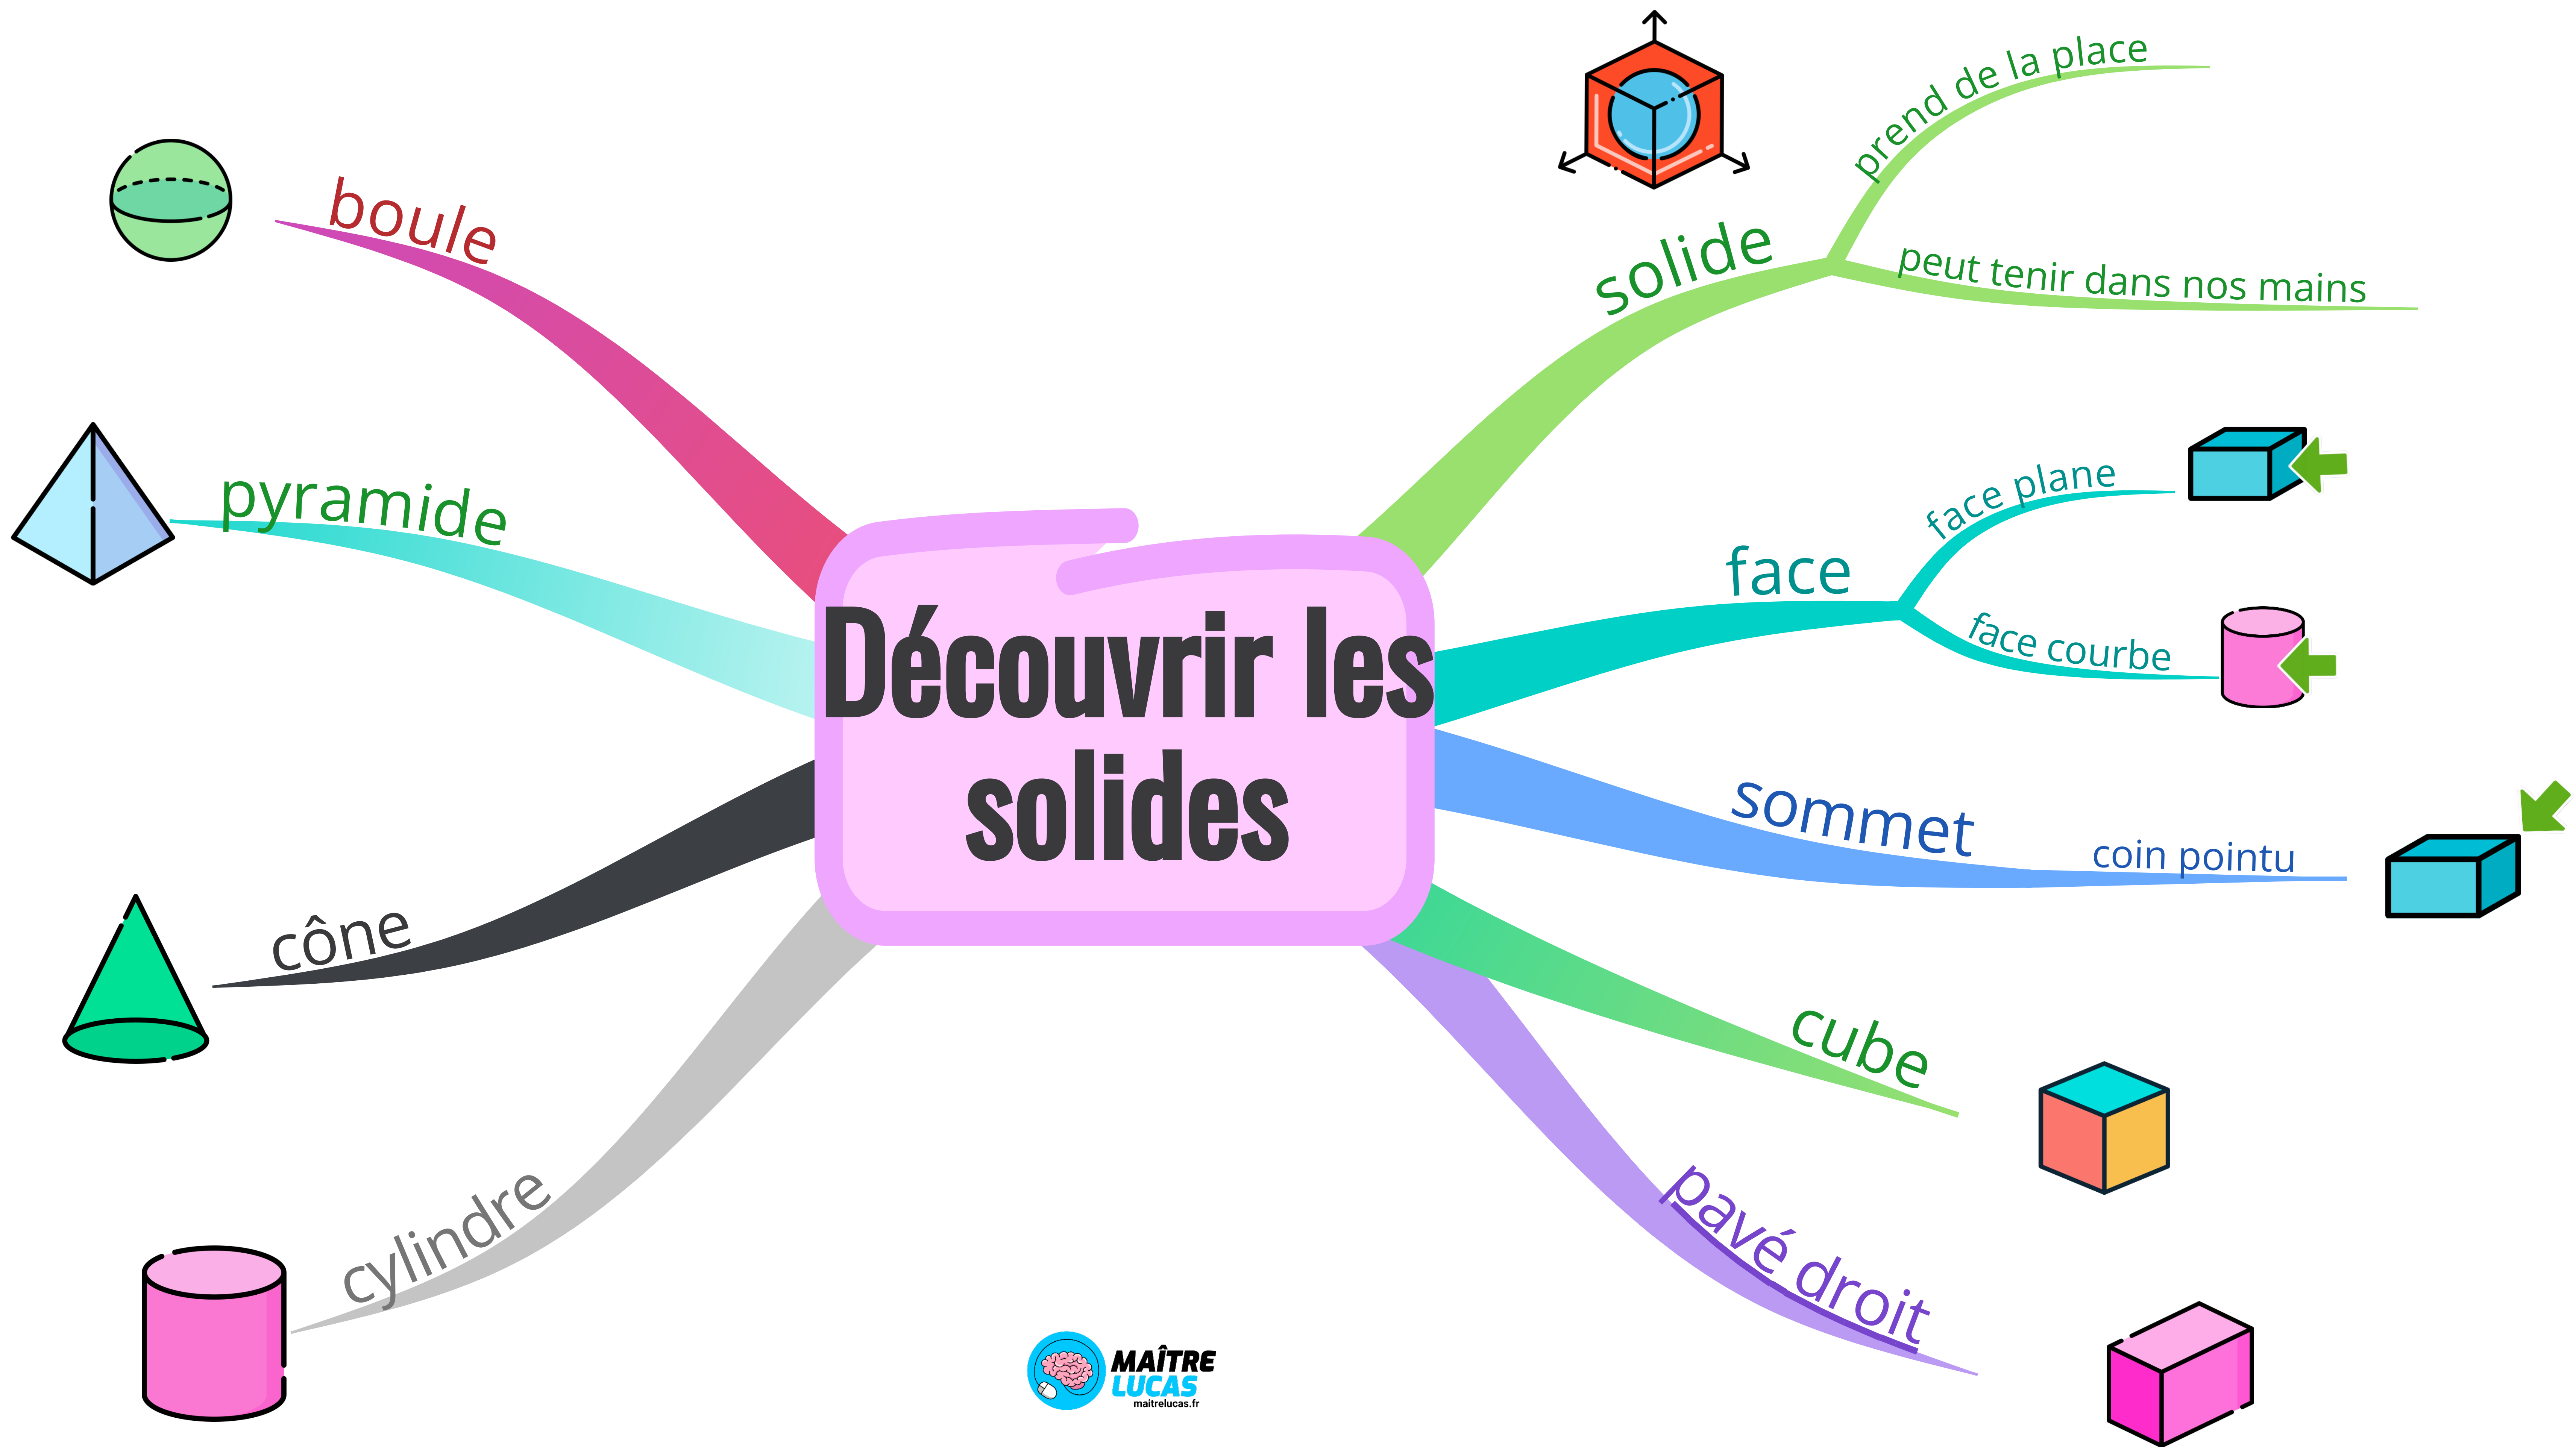 Découvrir les
solides
solide
prend de la place
peut tenir dans nos mains
face
face plane
face courbe
sommet
coin pointu
cube
pavé droit
boule
pyramide
cône
cylindre
MAÎTRE
LUCAS
maitrelucas.fr